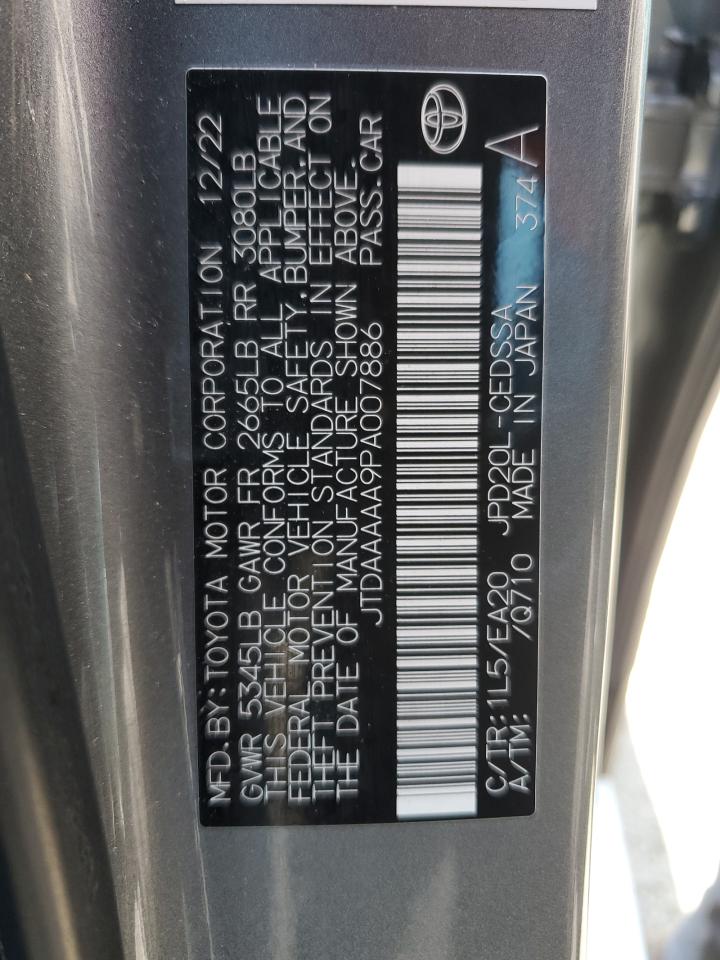 MFD.BY:TOYOTA MOTOR CORPORATION 12/22
GVWR 5345LB GAWR FR 2665LB RR 3080LB
THIS VEHICLE CONFORMS TO ALL APPLICABLE
FEDERAL MOTOR VEHICLE SAFETY,BUMPER,AND
THEFT PREVENTION STANDARDS IN EFFECT ON
THE DATE OF MANUFACTURE SHOWN ABOVE.
JTDAAAAA9PA007886 PASS.CAR
C/TR:1L5/EA20 JPD20L-CEDSSA
A/TM: /Q710 MADE IN JAPAN 374 A